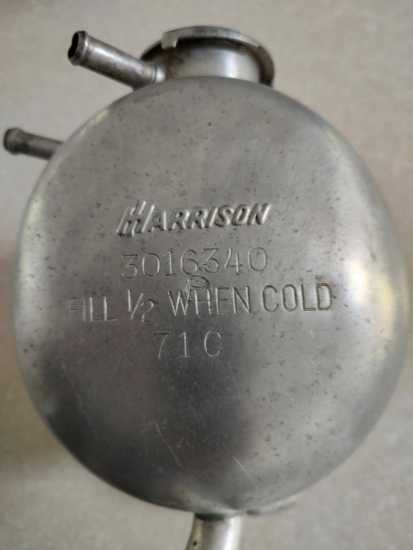 HARRISON
3016340
FILL 1/2 WHEN COLD
71C